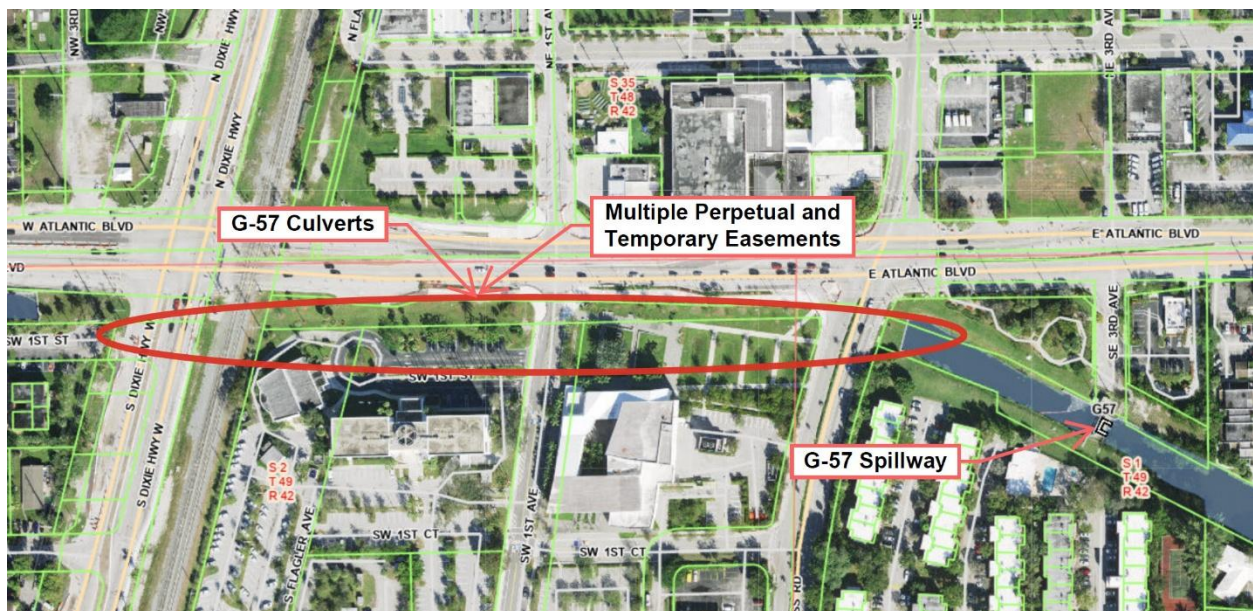 NW 3RD
NW
N DIXIE HWY
N DIXIE HWY
N FLAG
NE 1ST AVE
NE
NE 3RD AVE
S 35
T 48
R 42
W ATLANTIC BLVD
G-57 Culverts
Multiple Perpetual and
Temporary Easements
E ATLANTIC BLVD
VD
E ATLANTIC BLVD
SW 1ST ST
S DIXIE HWY W
S DIXIE HWY W
SW 1ST ST
SE 3RD AVE
G57
G-57 Spillway
S 2
T 49
R 42
S 1
T 49
R 42
SW 1ST AVE
S FLAGLER AVE
SW 1ST CT
SW 1ST CT
SS RD